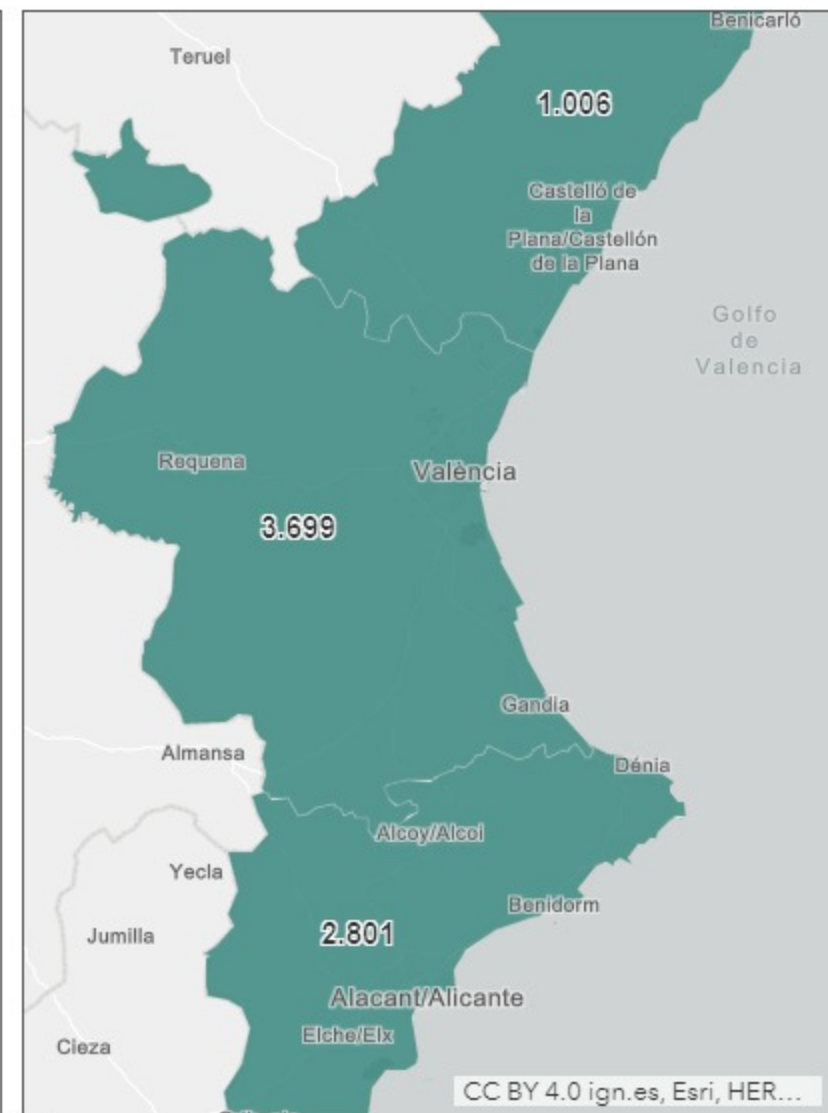 Benicarló
Teruel
1.006
Castelló de
la
Plana/Castellón
de la Plana
Golfo
de
Valencia
Requena
València
3.699
Gandia
Almansa
Dénia
Alcoy/Alcoi
Yecla
Benidorm
Jumilla
2.801
Alacant/Alicante
Elche/Elx
Cieza
CC BY 4.0 ign.es, Esri, HER...